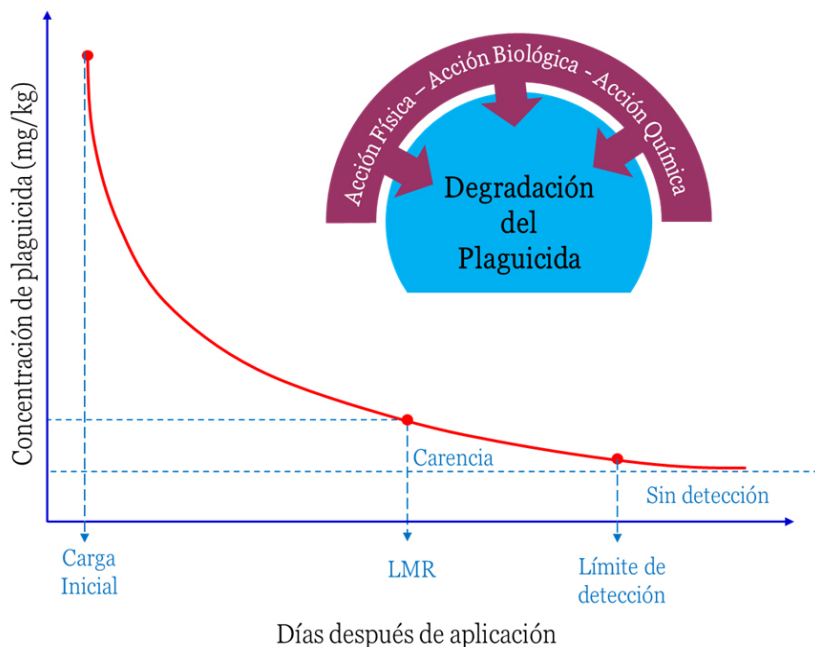 Concentración de plaguicida (mg/kg)
Acción Física – Acción Biológica - Acción Química
Degradación
del
Plaguicida
Carencia
Sin detección
Carga
Inicial
LMR
Límite de
detección
Días después de aplicación